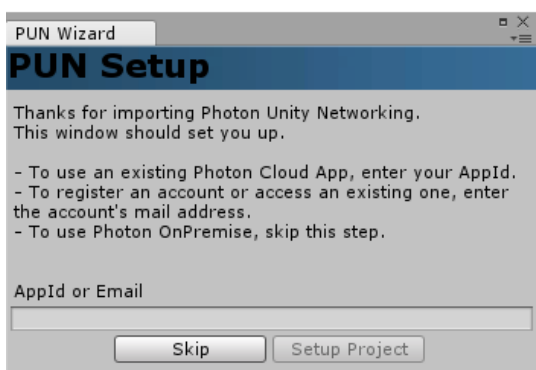 PUN Wizard
PUN Setup
Thanks for importing Photon Unity Networking.
This window should set you up.
- To use an existing Photon Cloud App, enter your AppId.
- To register an account or access an existing one, enter
the account's mail address.
- To use Photon OnPremise, skip this step.
AppId or Email
Skip
Setup Project